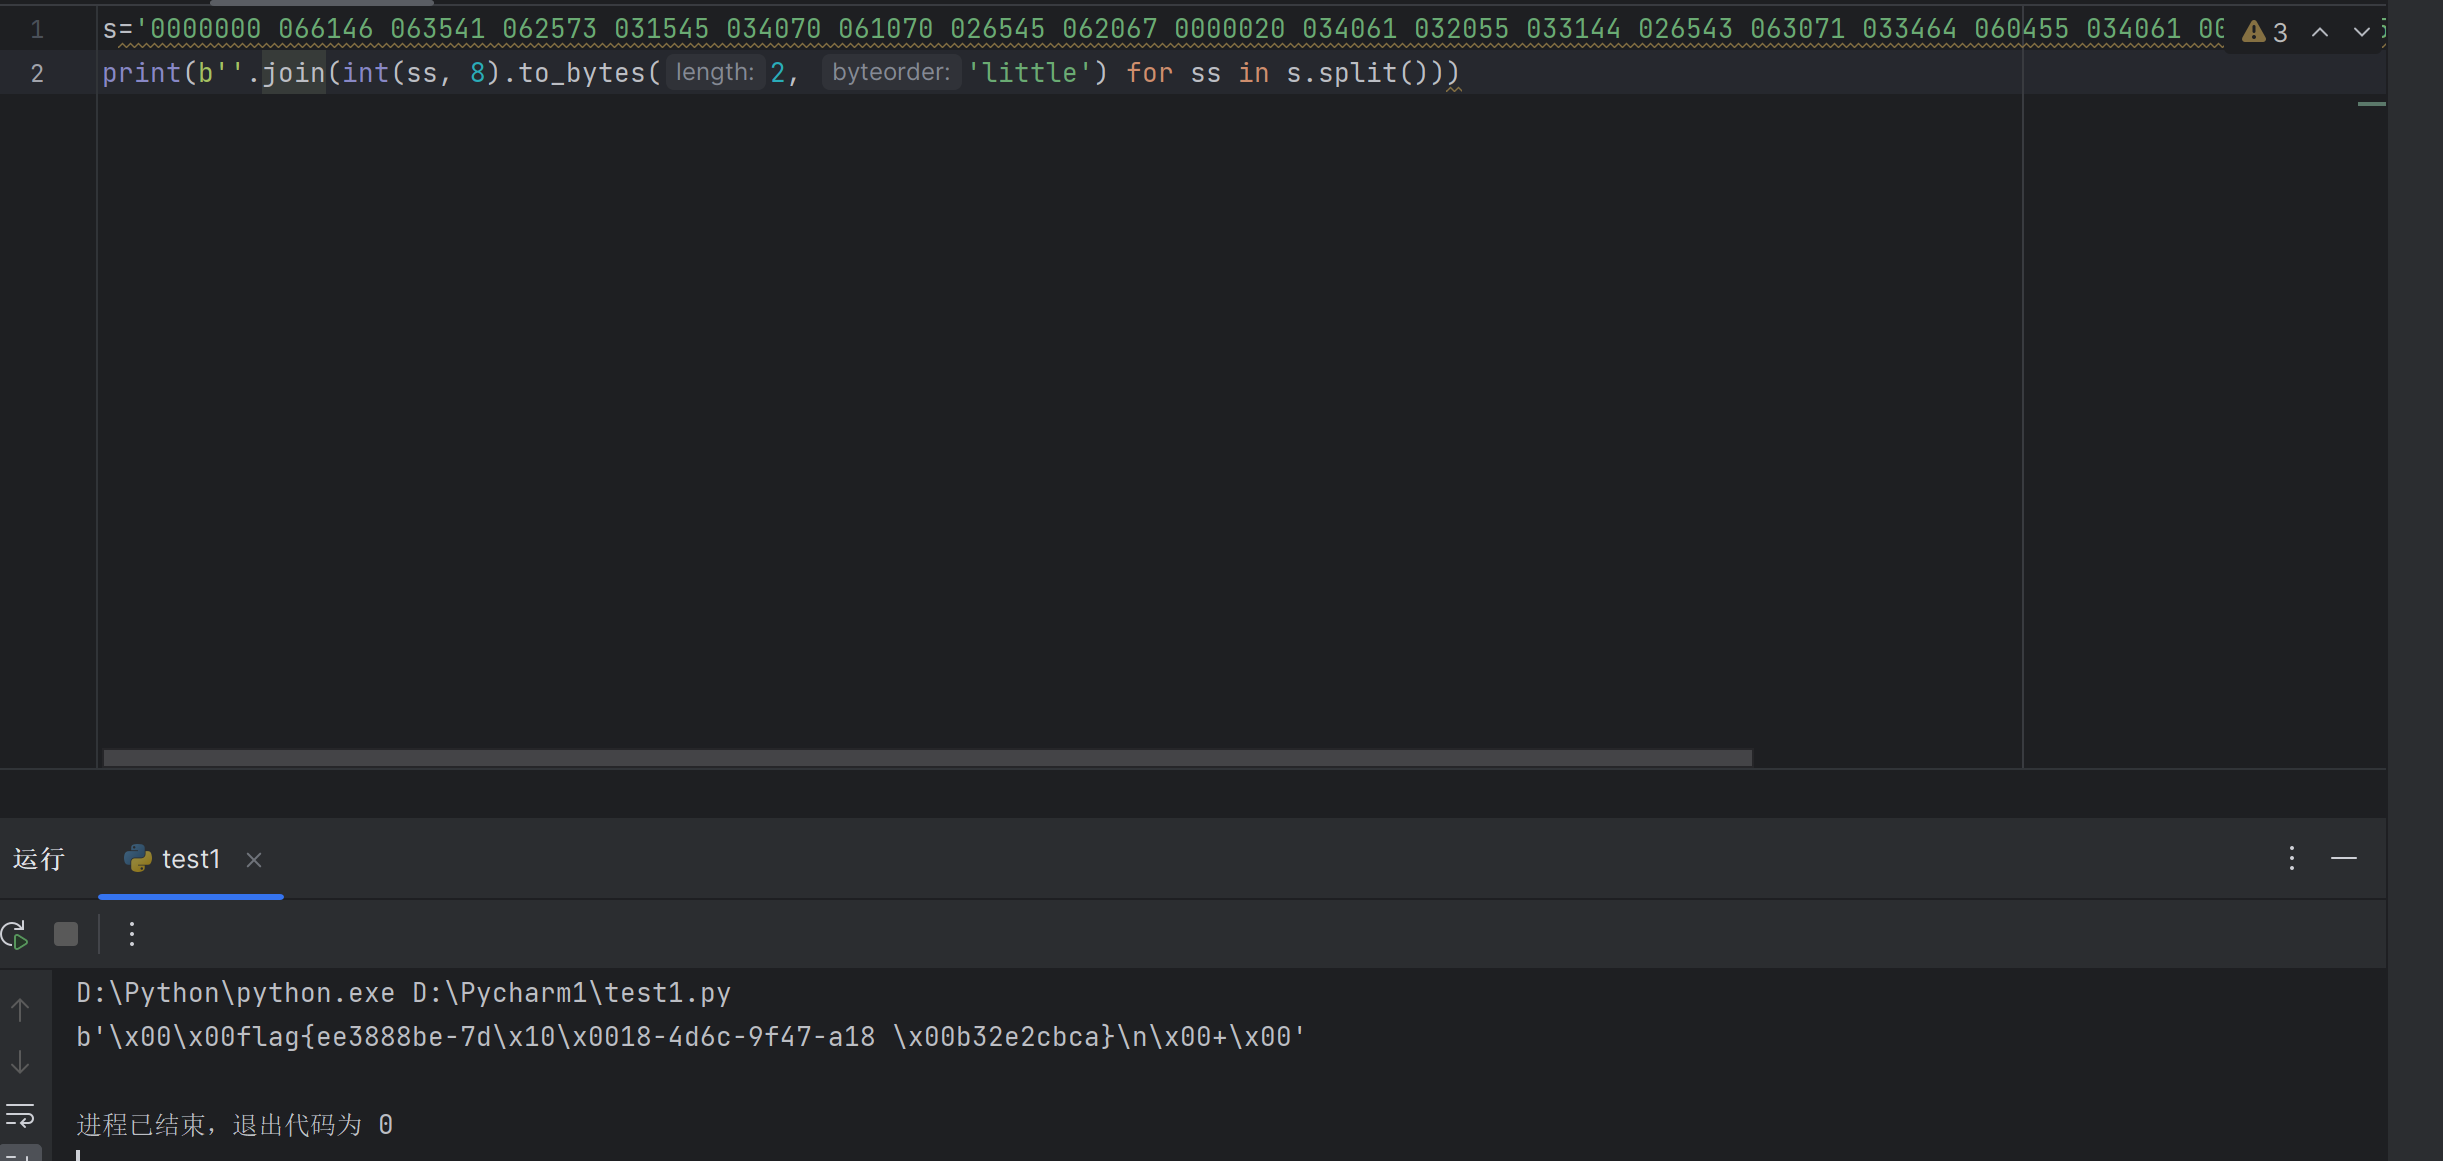 1 s='0000000 066146 063541 062573 031545 034070 061070 026545 062067 0000020 034061 032055 033144 026543 063071 033464 060455 034061 00 3
2 print(b''.join(int(ss, 8).to_bytes( length: 2, byteorder: 'little') for ss in s.split()))
运行 test1
D:\Python\python.exe D:\Pycharm1\test1.py
b'\x00\x00flag{ee3888be-7d\x10\x0018-4d6c-9f47-a18 \x00b32e2cbca}\n\x00+\x00'
进程已结束，退出代码为 0